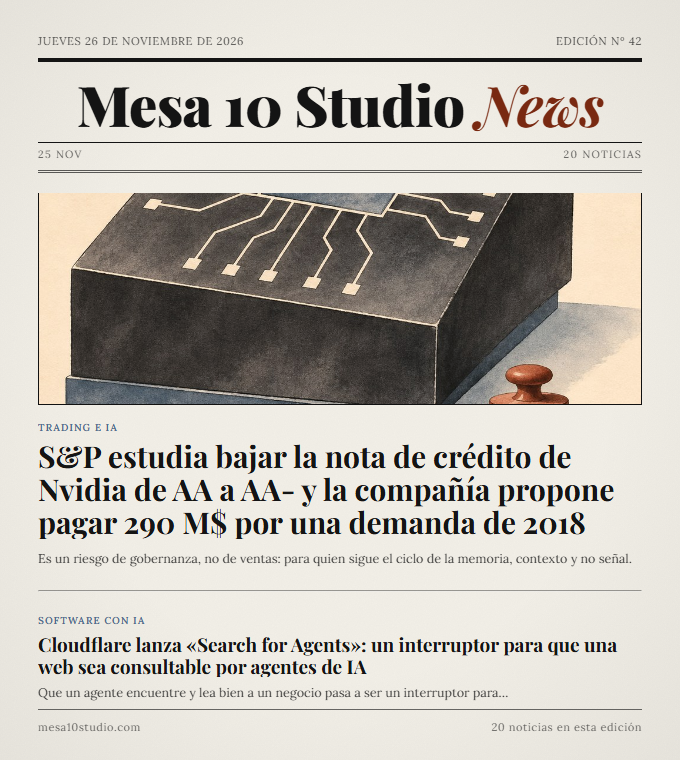 JUEVES 26 DE NOVIEMBRE DE 2026
EDICIÓN Nº 42
Mesa 10 Studio News
25 NOV
20 NOTICIAS
TRADING E IA
S&P estudia bajar la nota de crédito de
Nvidia de AA a AA- y la compañía propone
pagar 290 M$ por una demanda de 2018
Es un riesgo de gobernanza, no de ventas: para quien sigue el ciclo de la memoria, contexto y no señal.
SOFTWARE CON IA
Cloudflare lanza «Search for Agents»: un interruptor para que una
web sea consultable por agentes de IA
Que un agente encuentre y lea bien a un negocio pasa a ser un interruptor para...
mesa10studio.com
20 noticias en esta edición